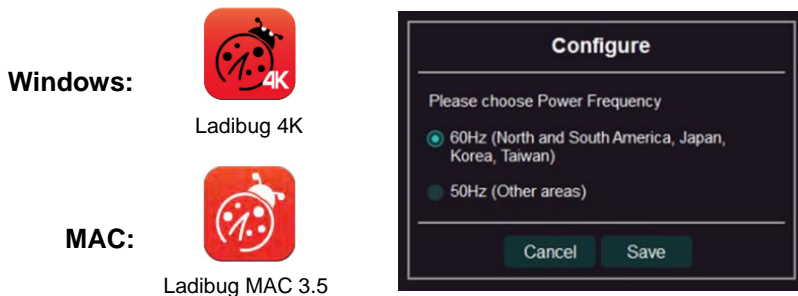 Windows:
4K
Ladibug 4K
MAC:
Ladibug MAC 3.5
Configure
Please choose Power Frequency
60Hz (North and South America, Japan,
Korea, Taiwan)
50Hz (Other areas)
Cancel Save